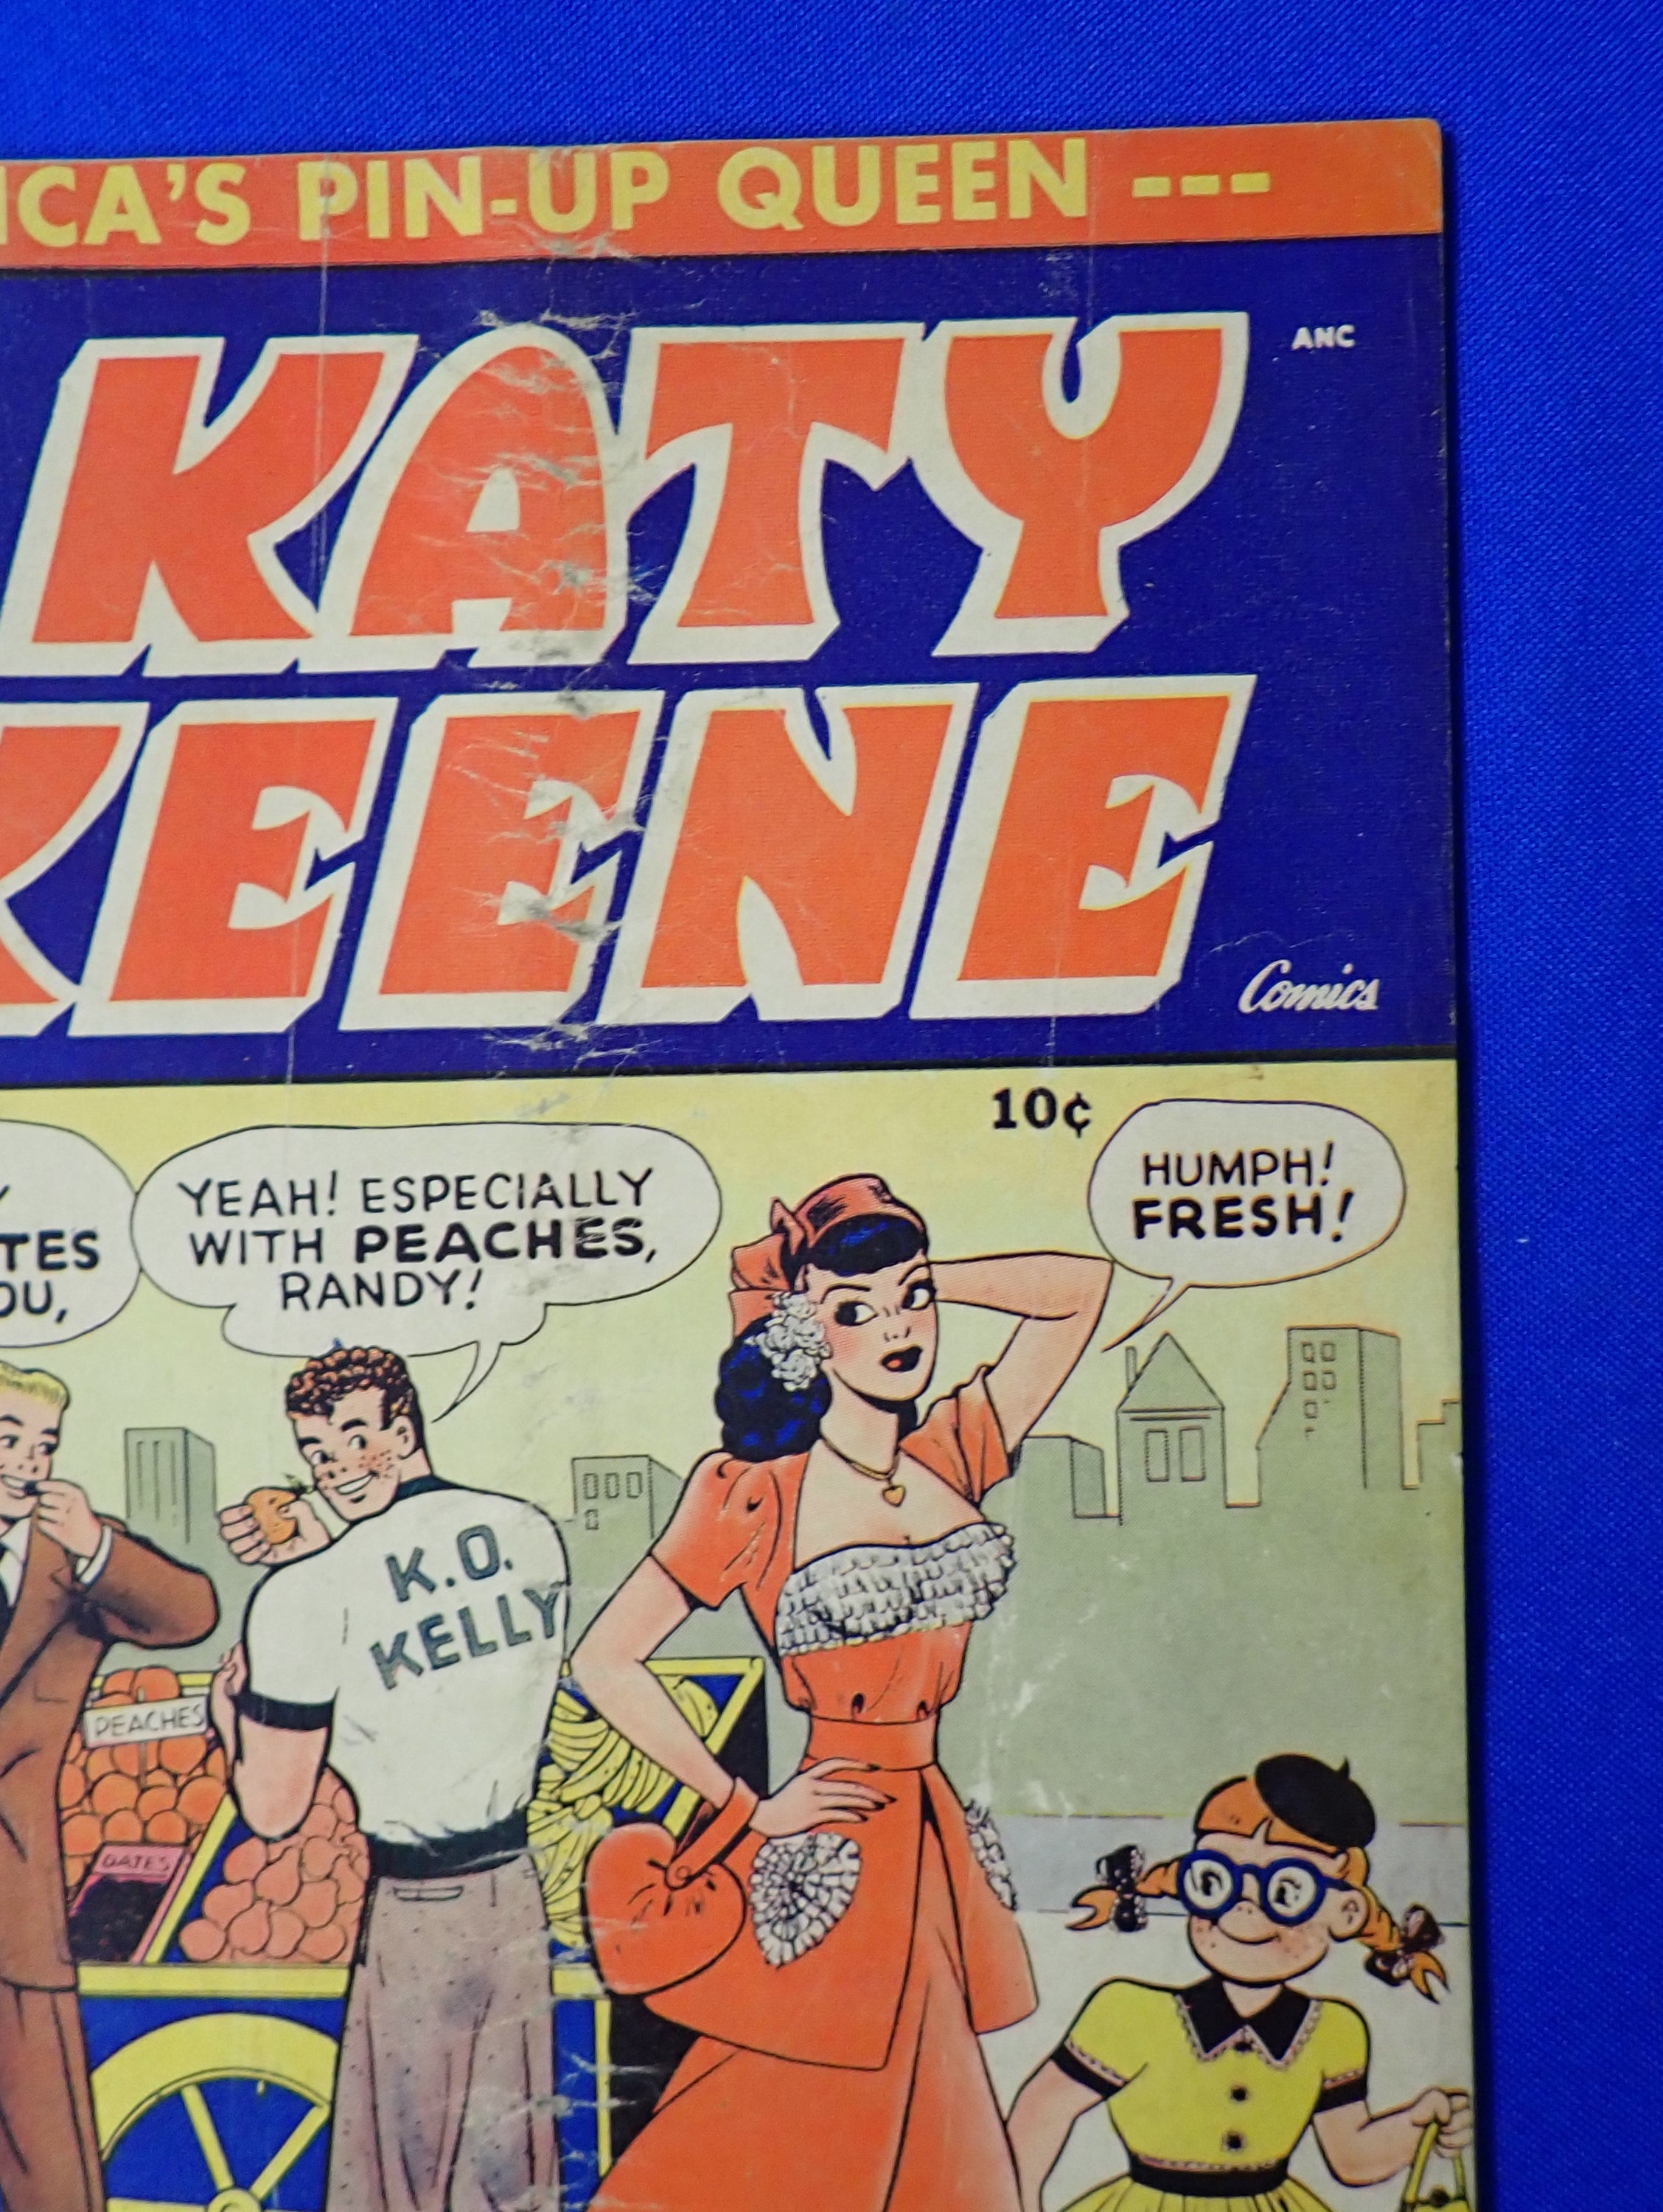 ICA'S PIN-UP QUEEN ---
KATY
ANC
KEENE
Comics
10¢
TES
OU,
YEAH! ESPECIALLY
WITH PEACHES,
RANDY!
HUMPH!
FRESH!
K.O.
KELLY
PEACHES
DATES